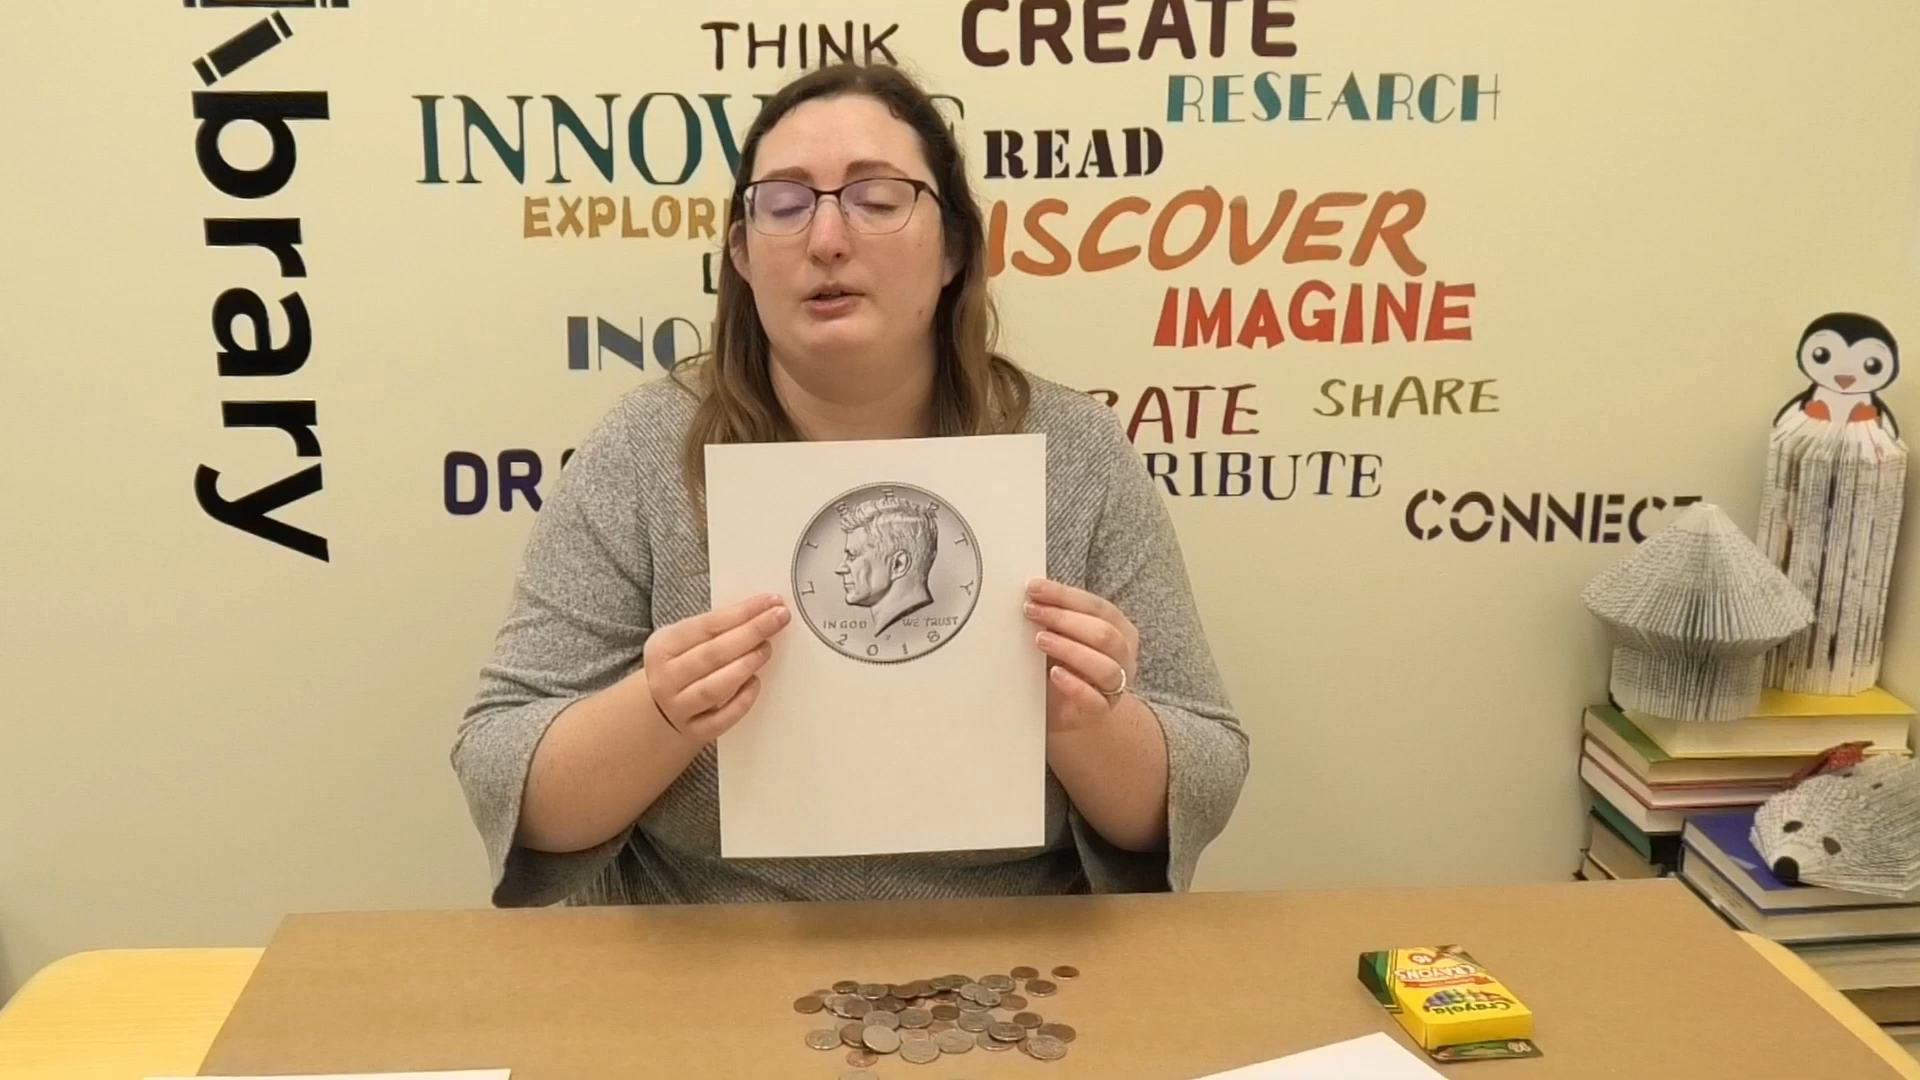 brary
THINK
CREATE
RESEARCH
INNOV
READ
EXPLOR
ISCOVER
IMAGINE
INQ
RATE
SHARE
DR
RIBUTE
CONNECT
LIBERTY
IN GOD WE TRUST
2018
CRAYONS
Crayola